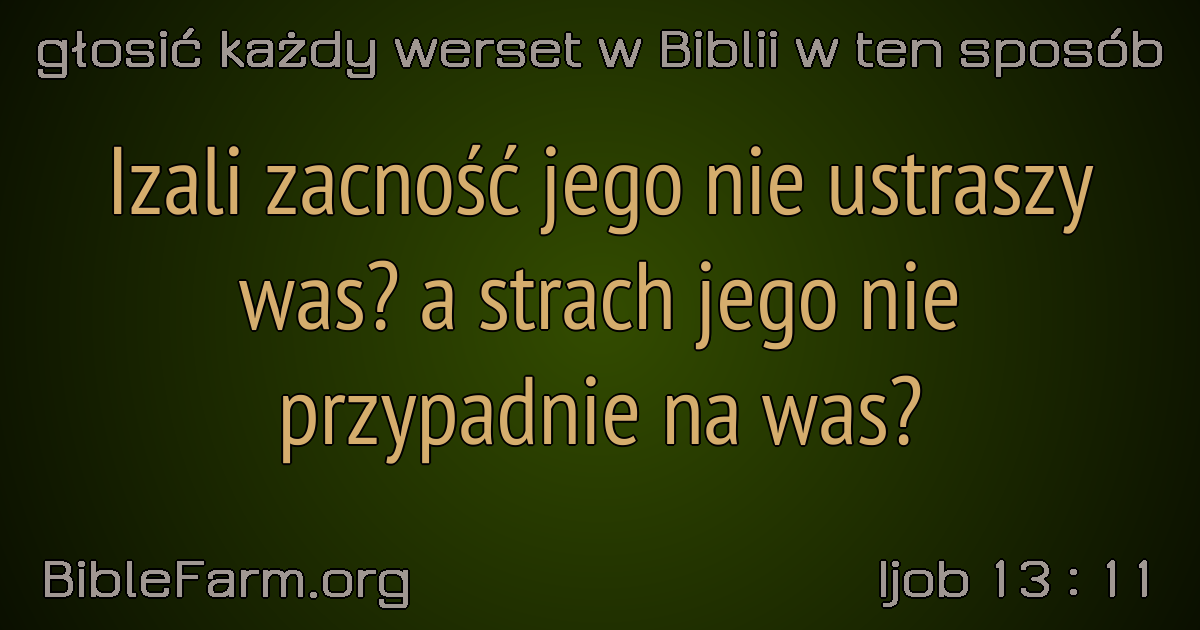 głosić każdy werset w Biblii w ten sposób
Izali zacność jego nie ustraszy
was? a strach jego nie
przypadnie na was?
BibleFarm.org
Ijob 13 : 11